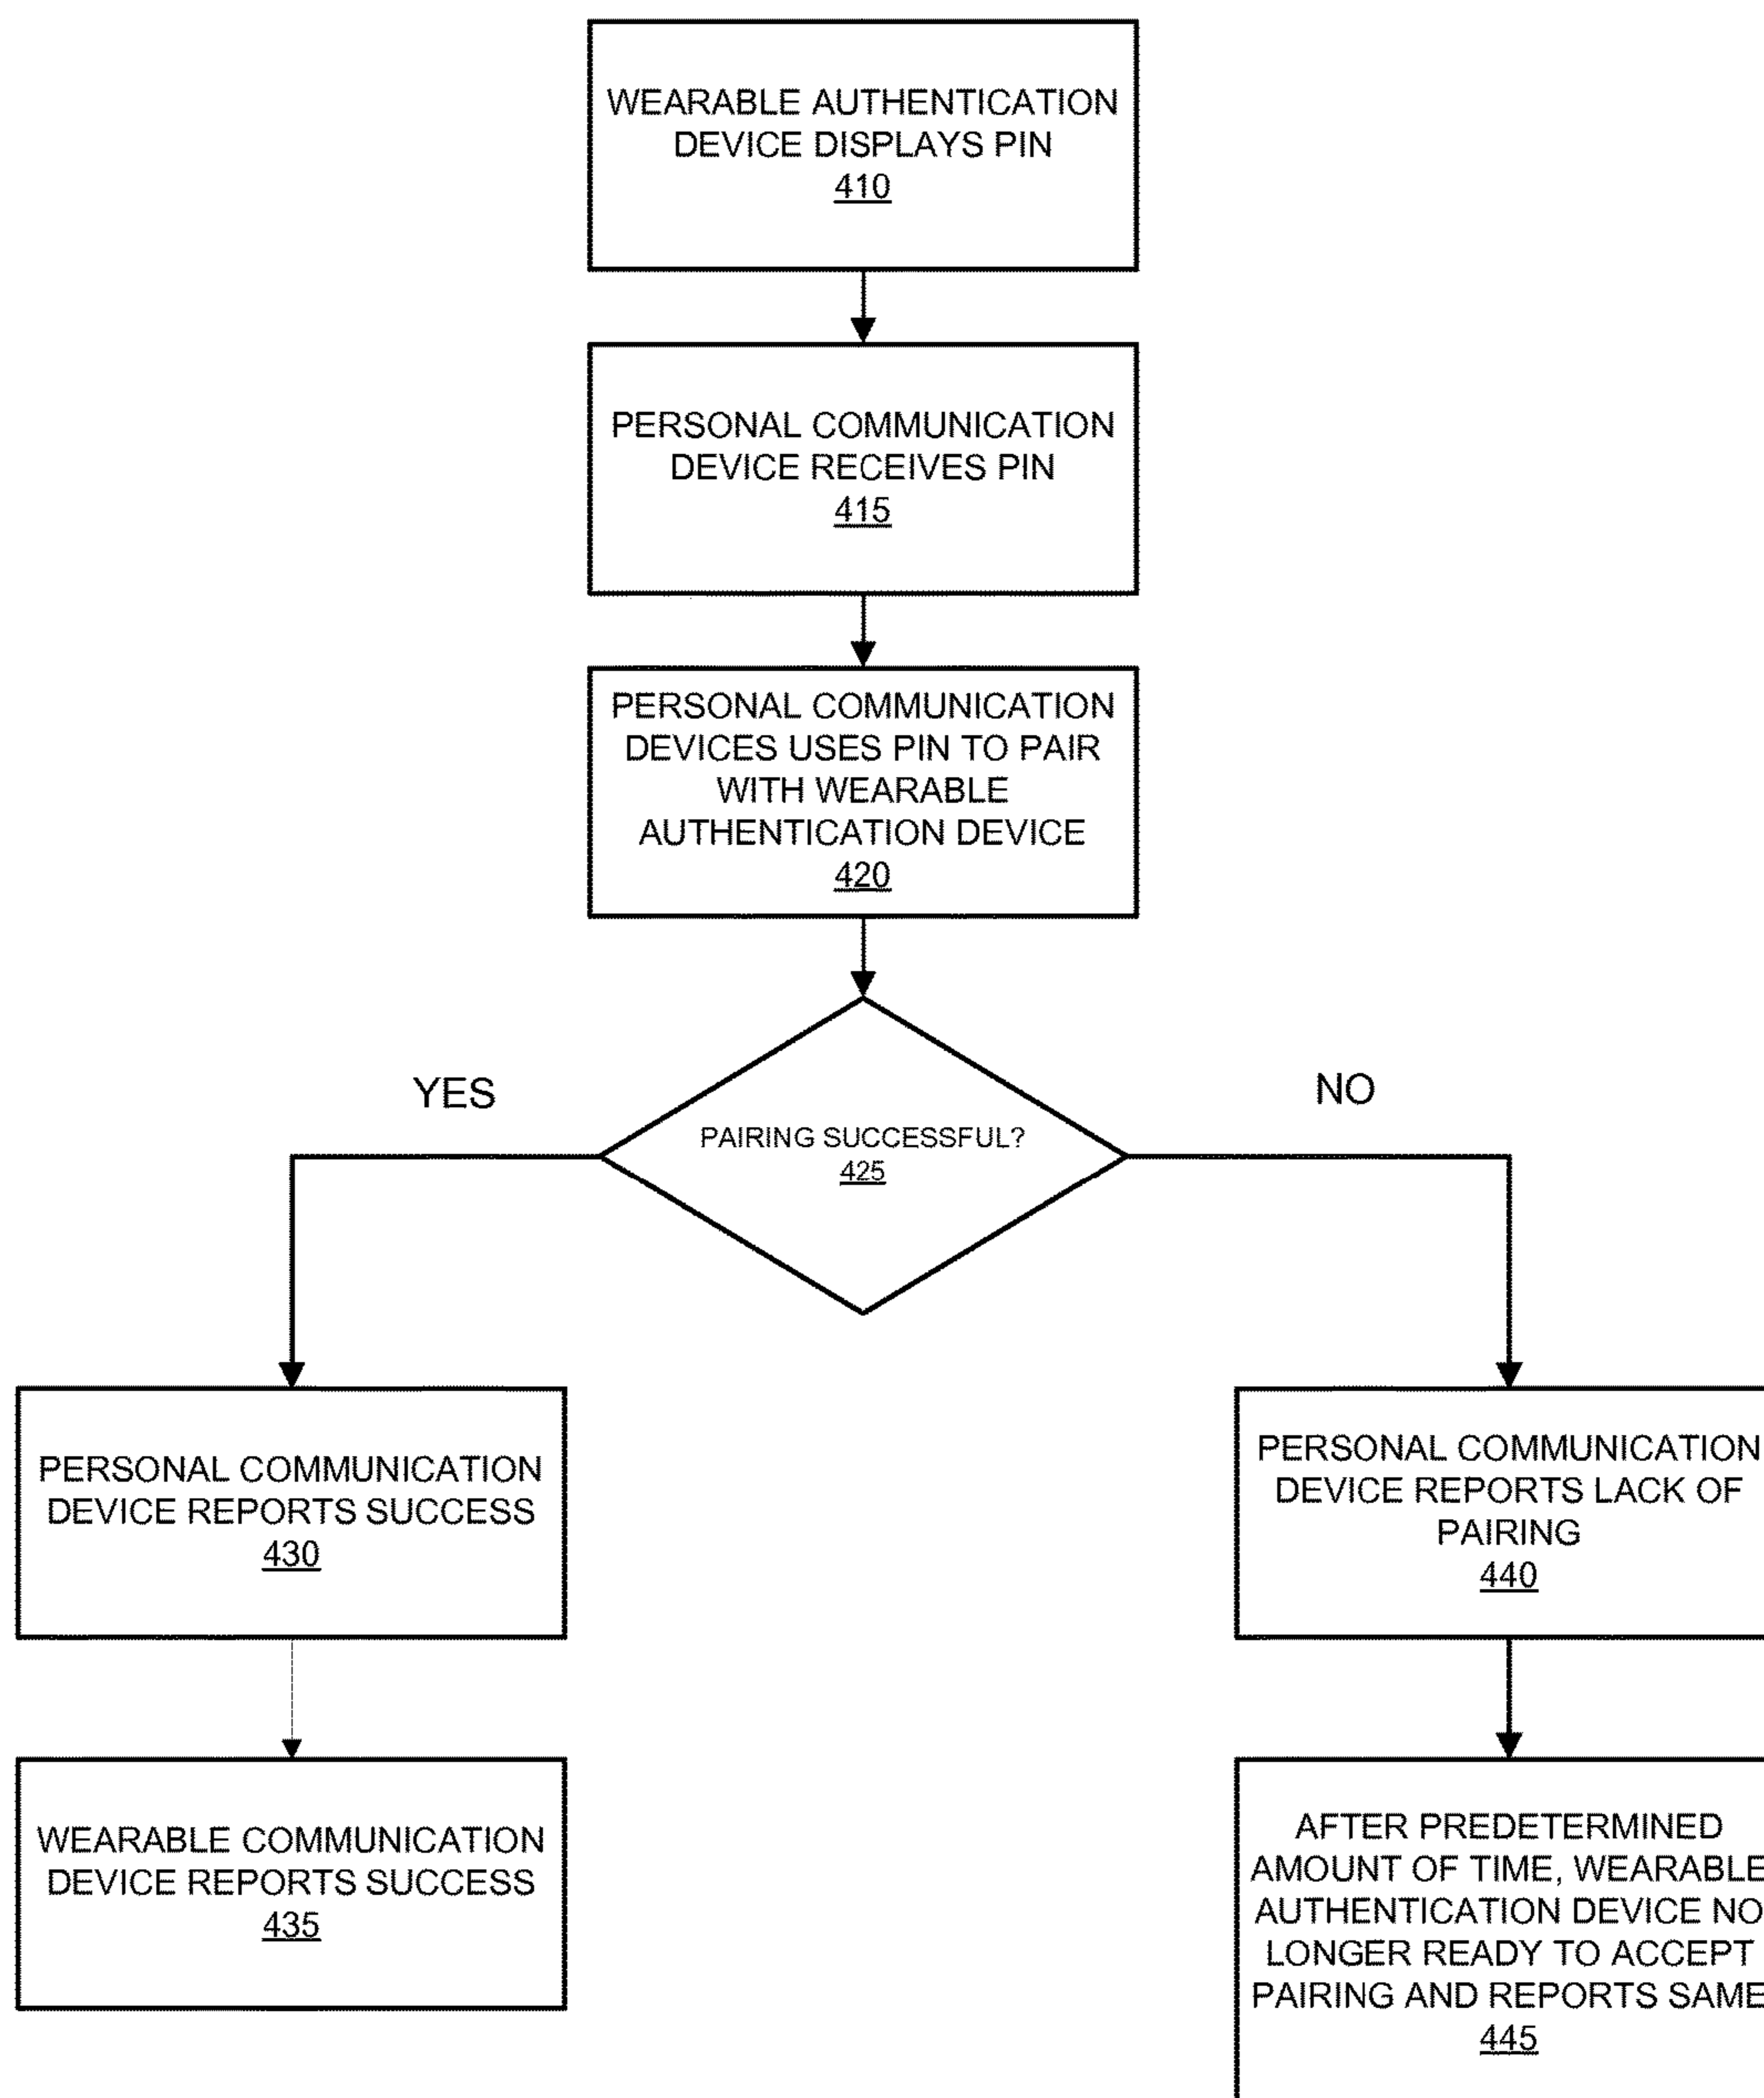 WEARABLE AUTHENTICATION
DEVICE DISPLAYS PIN
410
PERSONAL COMMUNICATION
DEVICE RECEIVES PIN
415
PERSONAL COMMUNICATION
DEVICES USES PIN TO PAIR
WITH WEARABLE
AUTHENTICATION DEVICE
420
YES
NO
PAIRING SUCCESSFUL?
425
PERSONAL COMMUNICATION
DEVICE REPORTS SUCCESS
430
WEARABLE COMMUNICATION
DEVICE REPORTS SUCCESS
435
PERSONAL COMMUNICATION
DEVICE REPORTS LACK OF
PAIRING
440
AFTER PREDETERMINED
AMOUNT OF TIME, WEARABLE
AUTHENTICATION DEVICE NO
LONGER READY TO ACCEPT
PAIRING AND REPORTS SAME
445